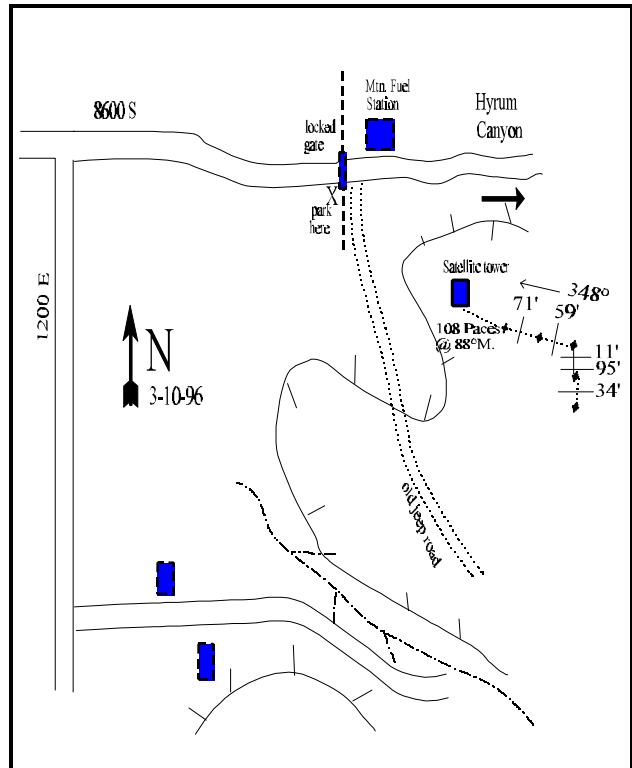 8600 S
Mtn. Fuel
Station
Hyrum
Canyon
locked
gate
X
park
here
1200 E
Satellite tower
348°
71'
59'
108 Paces
@ 88°M.
11'
95'
34'
N
3-10-96
old jeep road